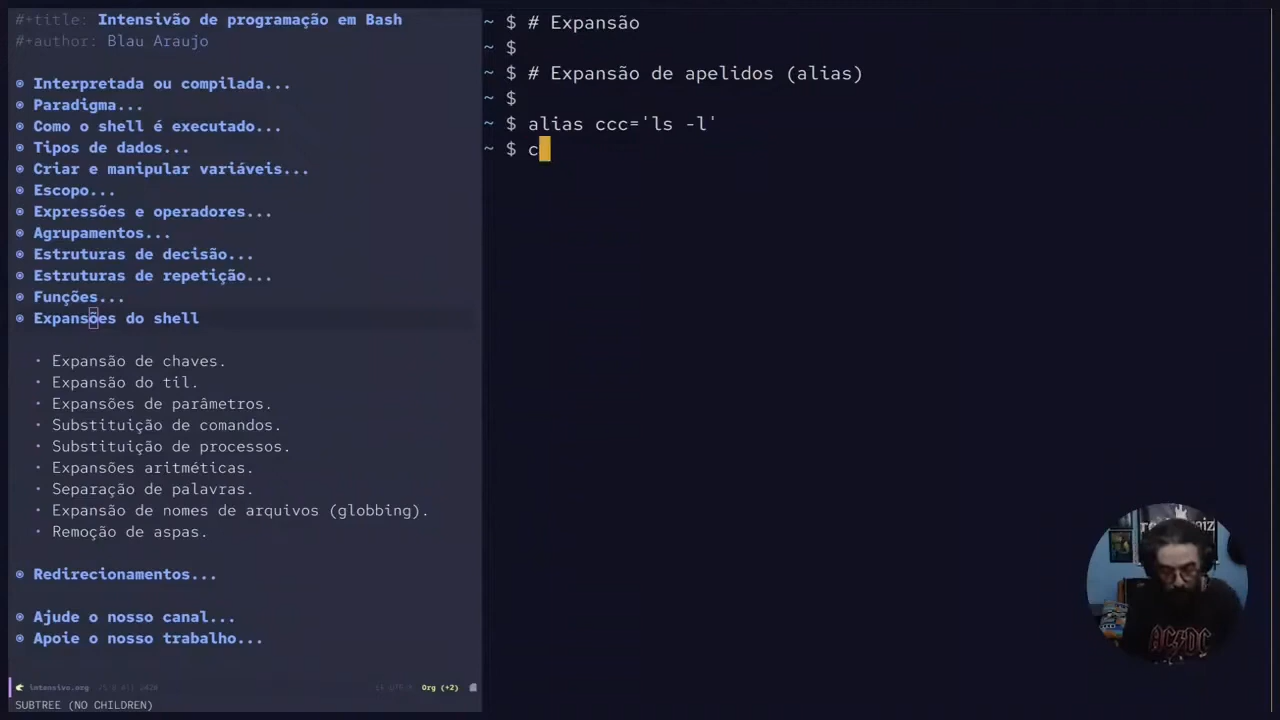 #+title: Intensivão de programação em Bash
#+author: Blau Araujo
Interpretada ou compilada...
Paradigma...
Como o shell é executado...
Tipos de dados...
Criar e manipular variáveis...
Escopo...
Expressões e operadores...
Agrupamentos...
Estruturas de decisão...
Estruturas de repetição...
Funções...
Expansões do shell
• Expansão de chaves.
• Expansão do til.
• Expansões de parâmetros.
• Substituição de comandos.
• Substituição de processos.
• Expansões aritméticas.
• Separação de palavras.
• Expansão de nomes de arquivos (globbing).
• Remoção de aspas.
Redirecionamentos...
Ajude o nosso canal...
Apoie o nosso trabalho...
intensivo.org
Org (+2)
SUBTREE (NO CHILDREN)
~ $ # Expansão
~ $
~ $ # Expansão de apelidos (alias)
~ $
~ $ alias ccc='ls -l'
~ $ c
AC/DC